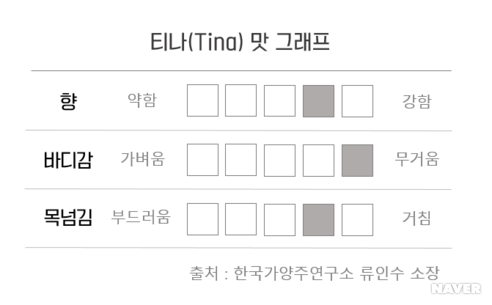 티나(Tina) 맛 그래프
향 약함 강함
바디감 가벼움 무거움
목넘김 부드러움 거침
출처 : 한국가양주연구소 류인수 소장
NAVER